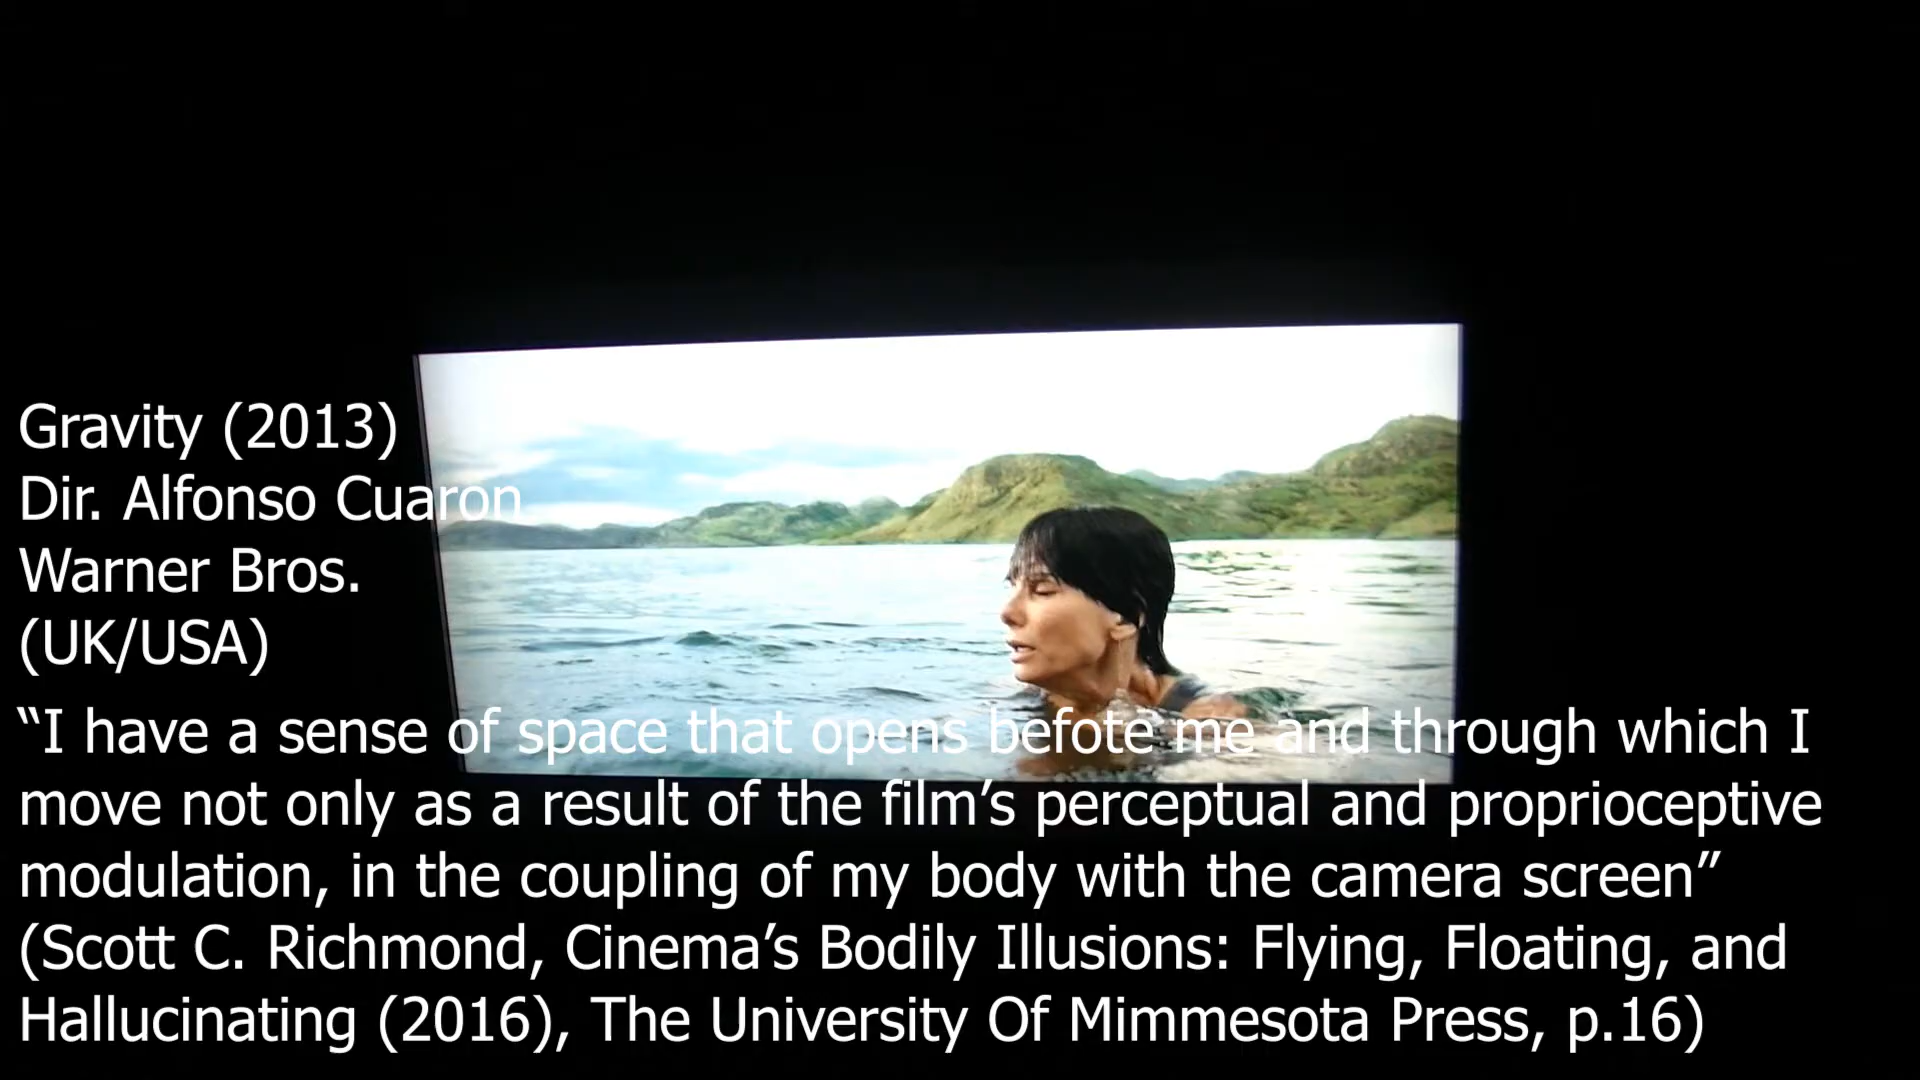 Gravity (2013)
Dir. Alfonso Cuaron
Warner Bros.
(UK/USA)
“I have a sense of space that opens befote me and through which I
move not only as a result of the film’s perceptual and proprioceptive
modulation, in the coupling of my body with the camera screen”
(Scott C. Richmond, Cinema’s Bodily Illusions: Flying, Floating, and
Hallucinating (2016), The University Of Mimmesota Press, p.16)